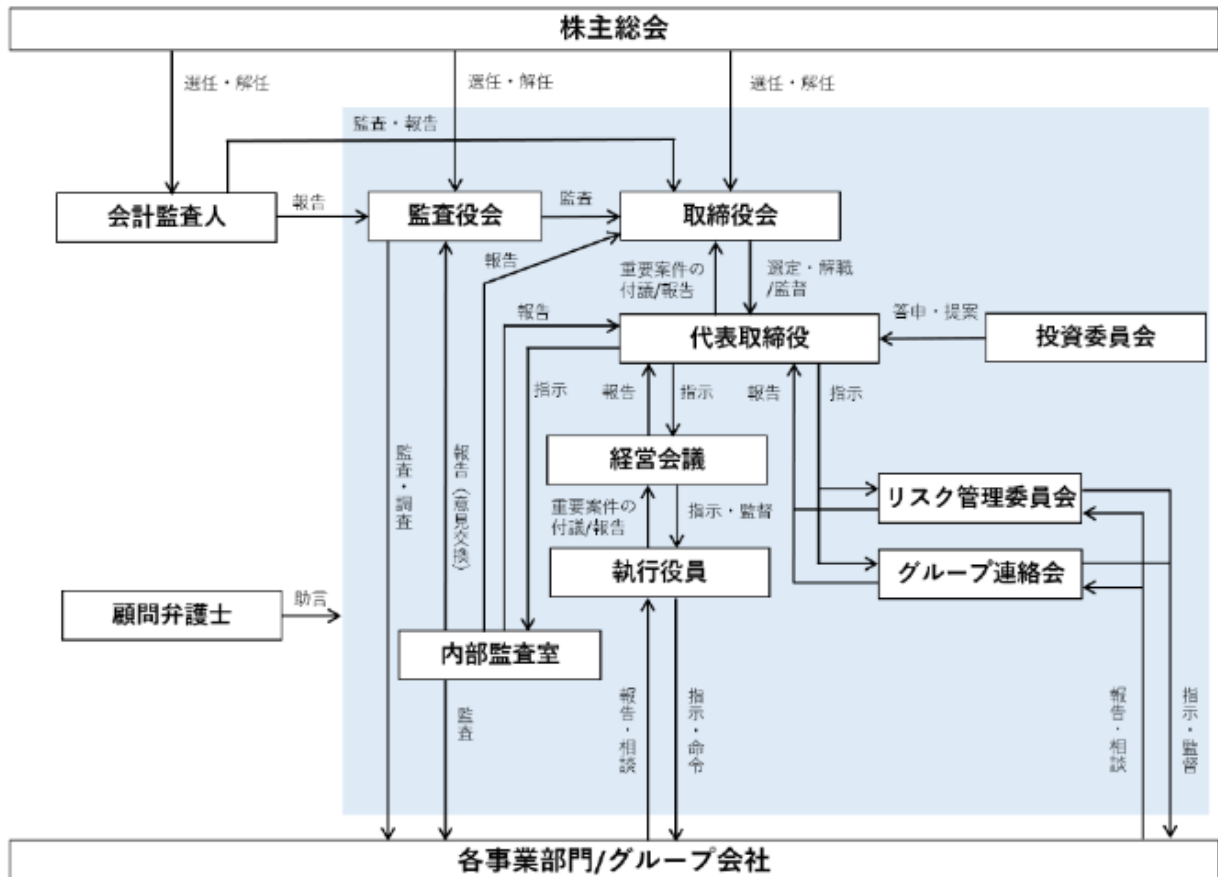 株主総会
選任・解任
選任・解任
選任・解任
監査・報告
会計監査人
報告
監査役会
監査
取締役会
報告
重要案件の
付議/報告
選定・解職
/監督
報告
代表取締役
答申・提案
投資委員会
指示
報告
指示
報告
指示
監査・調査
報告(意見交換)
経営会議
リスク管理委員会
重要案件の
付議/報告
指示・監督
執行役員
グループ連絡会
顧問弁護士
助言
内部監査室
監査
報告・相談
指示・命令
報告・相談
指示・監督
各事業部門/グループ会社